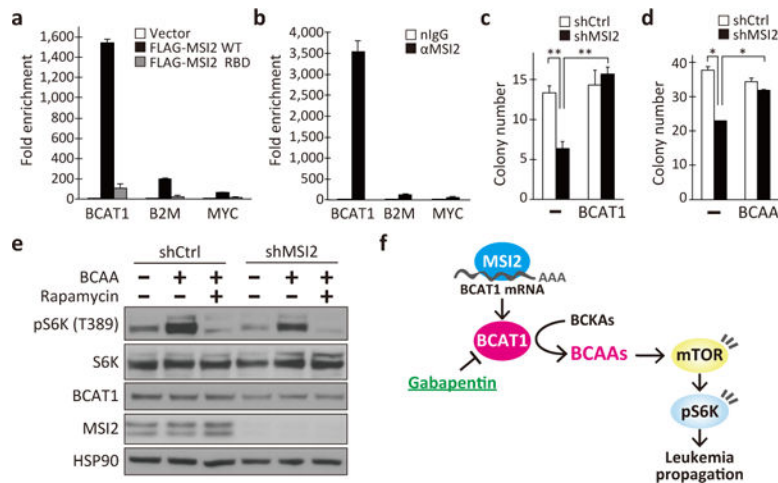 a
Vector
FLAG-MSI2 WT
FLAG-MSI2 RBD
Fold enrichment
1,600
1,400
1,200
1,000
800
600
400
200
0
BCAT1 B2M MYC
b
nIgG
αMSI2
Fold enrichment
4,000
3,500
3,000
2,500
2,000
1,500
1,000
500
0
BCAT1 B2M MYC
c
shCtrl
shMSI2
** **
Colony number
15
10
5
0
– BCAT1
d
shCtrl
shMSI2
* *
Colony number
40
20
0
– BCAA
e
shCtrl shMSI2
BCAA – + + – + +
Rapamycin + +
pS6K (T389)
S6K
BCAT1
MSI2
HSP90
f
MSI2
AAA
BCAT1 mRNA
BCAT1
BCKAs
BCAAs
mTOR
Gabapentin
pS6K
Leukemia
propagation